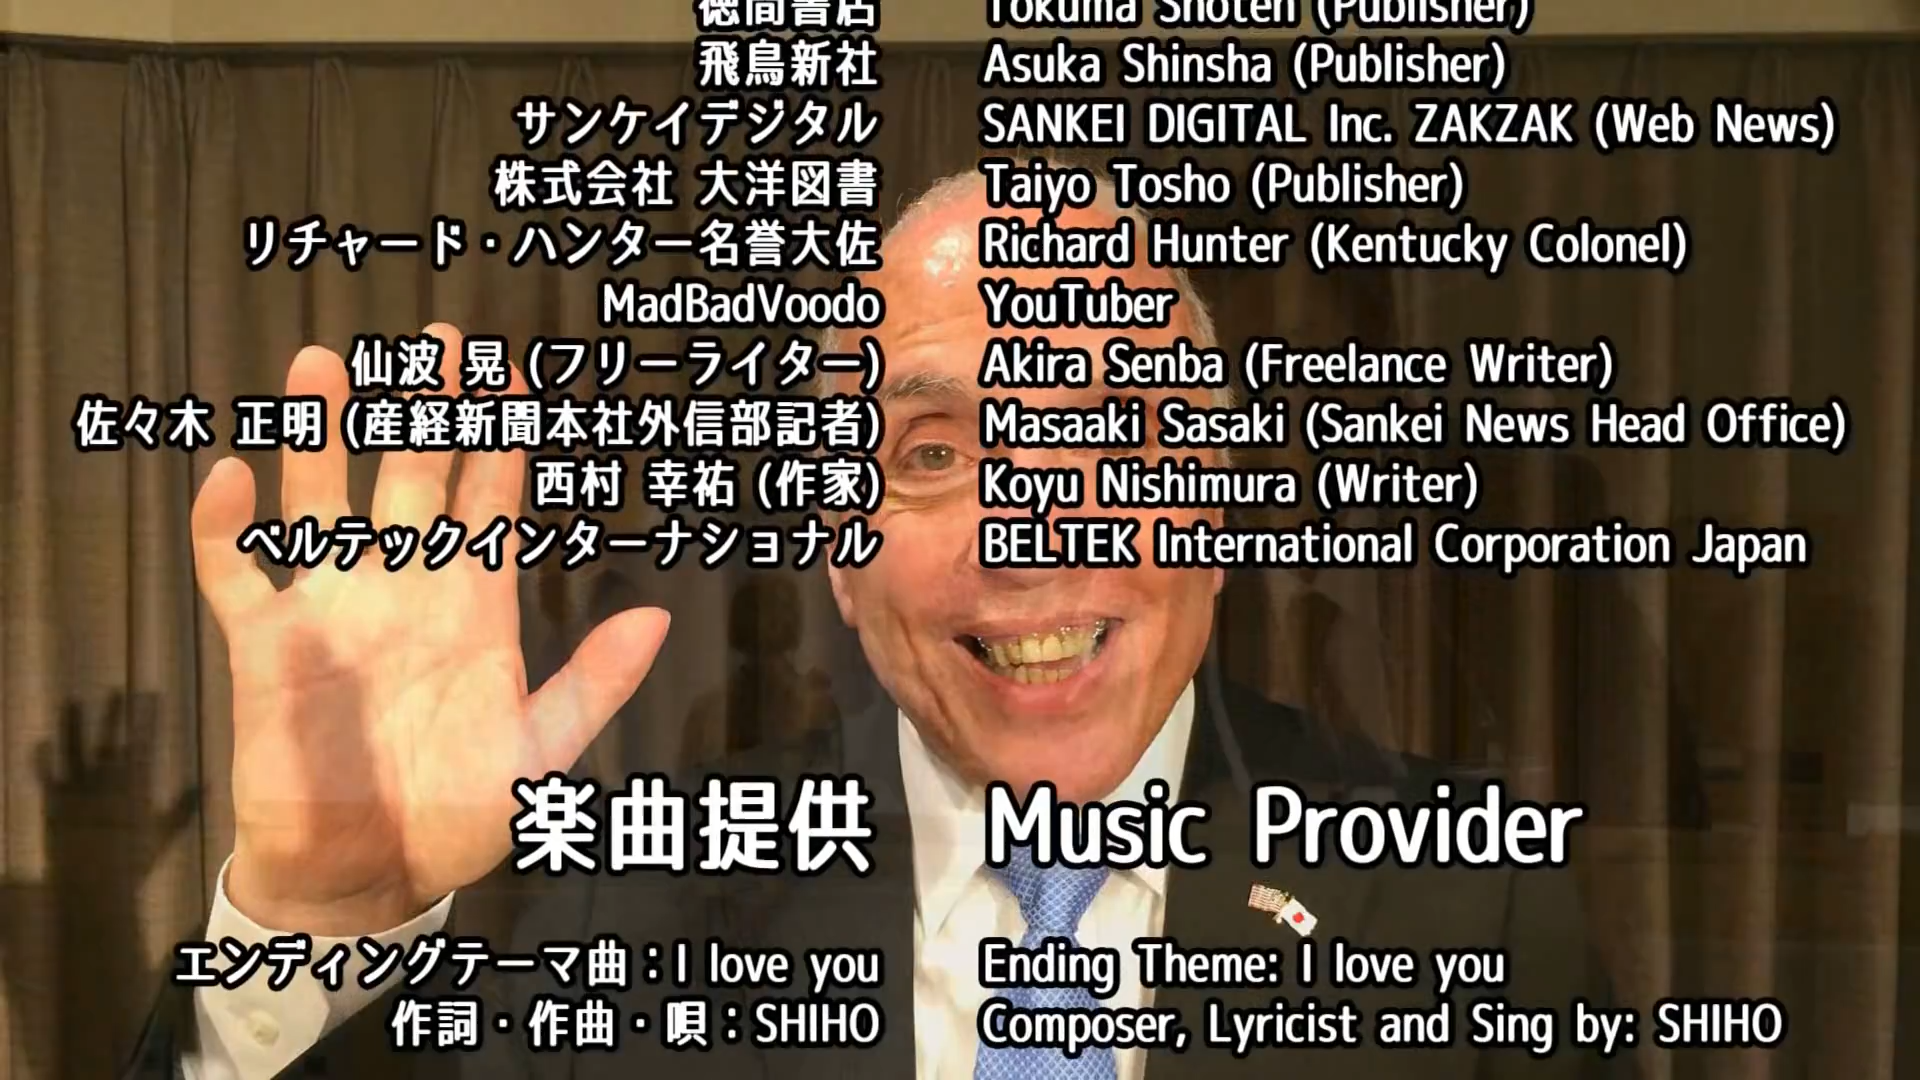 徳間書店 Tokuma Shoten (Publisher)
飛鳥新社 Asuka Shinsha (Publisher)
サンケイデジタル SANKEI DIGITAL Inc. ZAKZAK (Web News)
株式会社 大洋図書 Taiyo Tosho (Publisher)
リチャード・ハンター名誉大佐 Richard Hunter (Kentucky Colonel)
MadBadVoodo YouTuber
仙波 晃 (フリーライター) Akira Senba (Freelance Writer)
佐々木 正明 (産経新聞本社外信部記者) Masaaki Sasaki (Sankei News Head Office)
西村 幸祐 (作家) Koyu Nishimura (Writer)
ベルテックインターナショナル BELTEK International Corporation Japan
楽曲提供 Music Provider
エンディングテーマ曲：I love you Ending Theme: I love you
作詞・作曲・唄：SHIHO Composer, Lyricist and Sing by: SHIHO